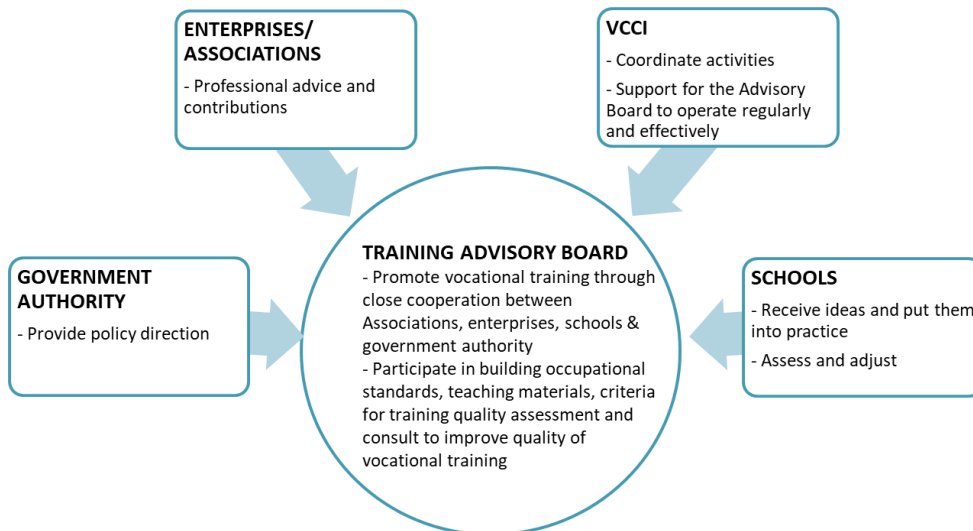 ENTERPRISES/
ASSOCIATIONS
- Professional advice and
contributions
VCCI
- Coordinate activities
- Support for the Advisory
Board to operate regularly
and effectively
GOVERNMENT
AUTHORITY
- Provide policy direction
TRAINING ADVISORY BOARD
- Promote vocational training through
close cooperation between
Associations, enterprises, schools &
government authority
- Participate in building occupational
standards, teaching materials, criteria
for training quality assessment and
consult to improve quality of
vocational training
SCHOOLS
- Receive ideas and put them
into practice
- Assess and adjust